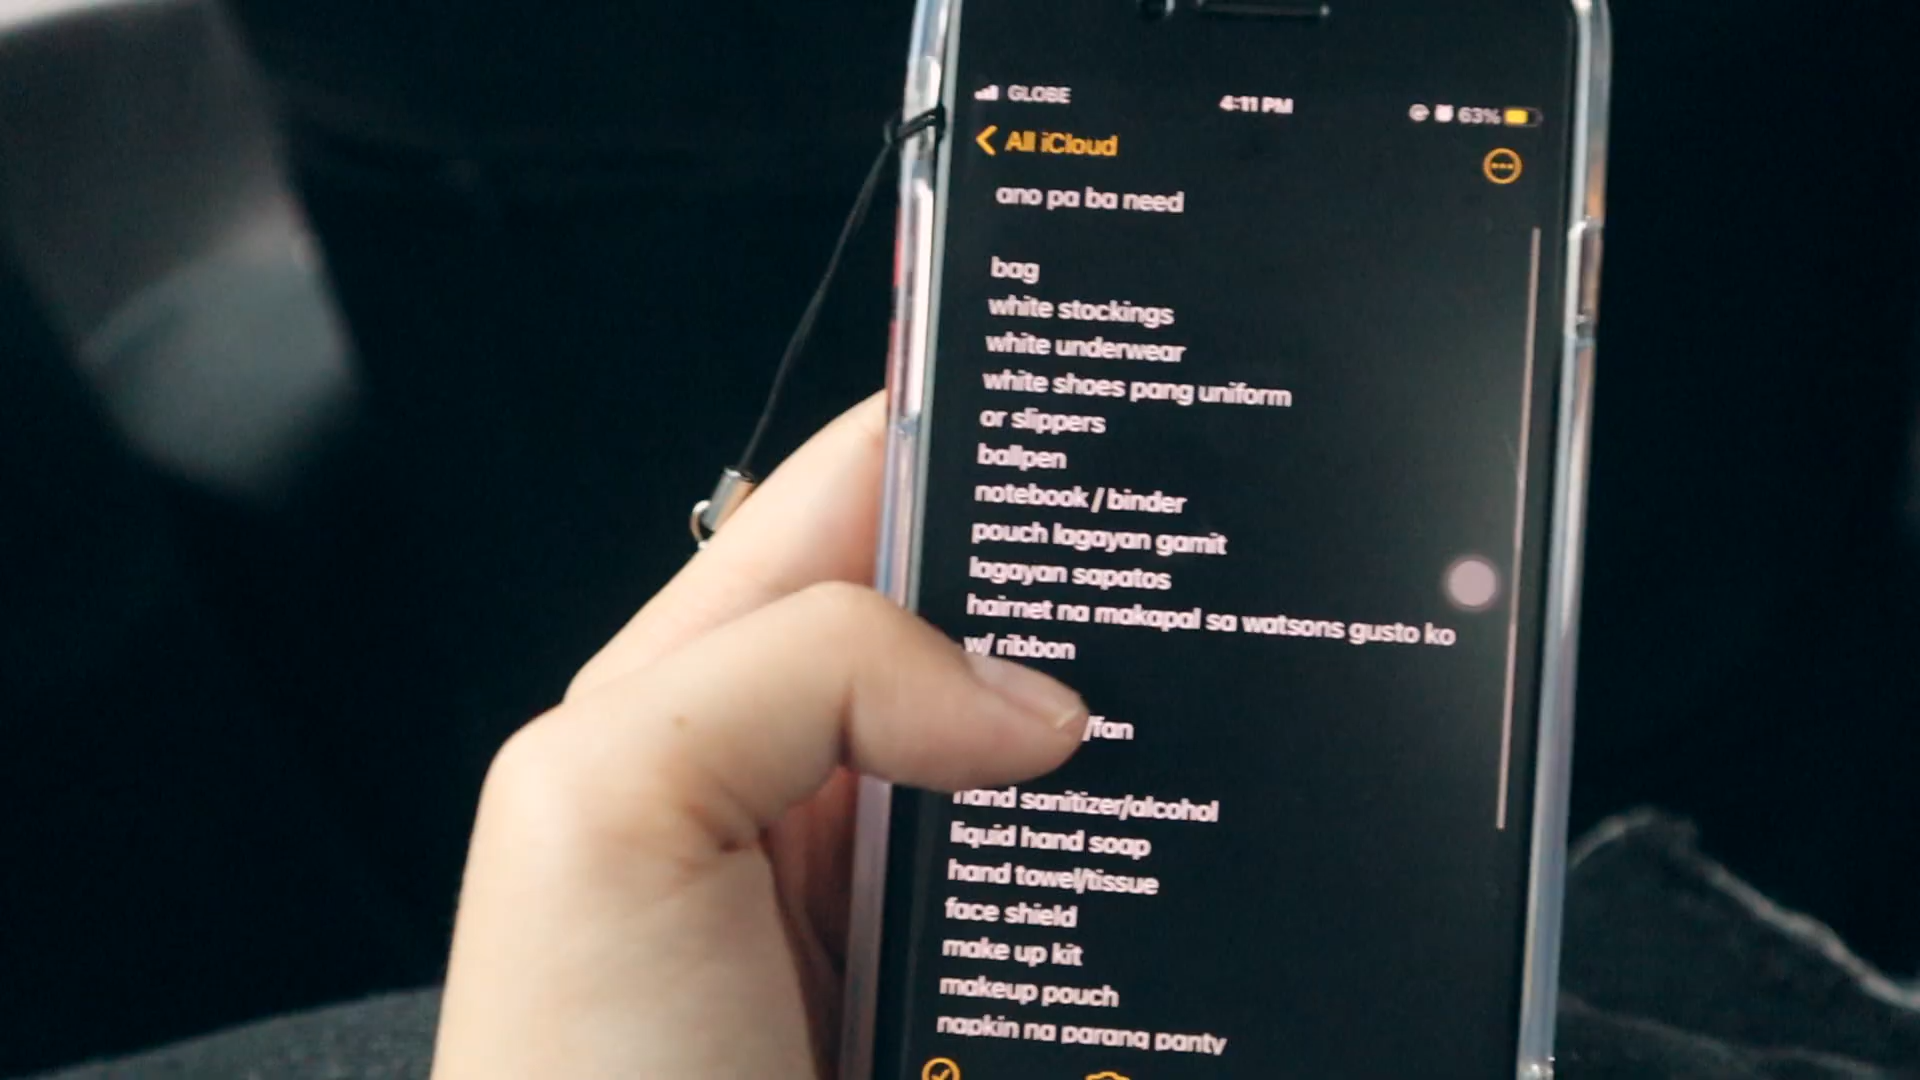 GLOBE
4:11 PM
63%
All iCloud
ano pa ba need
bag
white stockings
white underwear
white shoes pang uniform
or slippers
ballpen
notebook / binder
pouch lagayan gamit
lagayan sapatos
hairnet na makapal sa watsons gusto ko
w/ ribbon
/fan
hand sanitizer/alcohol
liquid hand soap
hand towel/tissue
face shield
make up kit
makeup pouch
napkin na parang panty